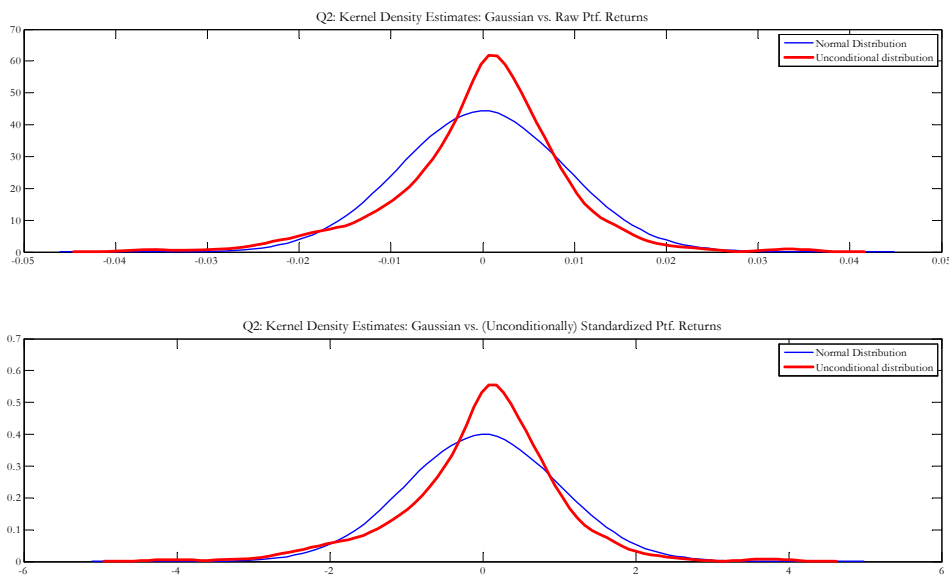 Q2: Kernel Density Estimates: Gaussian vs. Raw Ptf. Returns
70
60
50
40
30
20
10
0
Normal Distribution
Unconditional distribution
-0.05 -0.04 -0.03 -0.02 -0.01 0 0.01 0.02 0.03 0.04 0.05
Q2: Kernel Density Estimates: Gaussian vs. (Unconditionally) Standardized Ptf. Returns
0.7
0.6
0.5
0.4
0.3
0.2
0.1
0
Normal Distribution
Unconditional distribution
-6 -4 -2 0 2 4 6